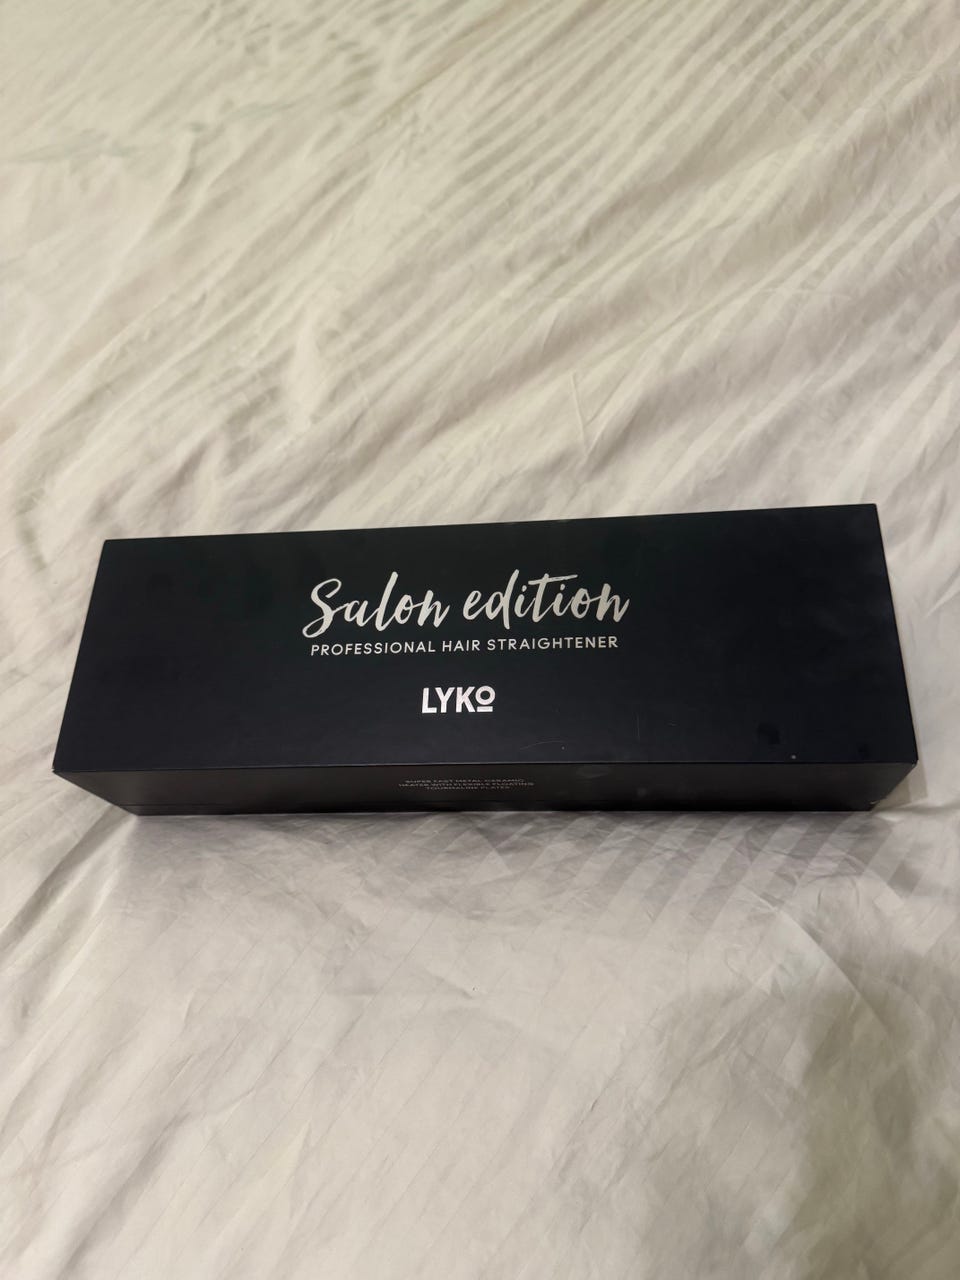 Salon edition
PROFESSIONAL HAIR STRAIGHTENER
LYKO
SUPER FAST METAL CERAMIC
HEATER WITH FLEXIBLE FLOATING
TOURMALINE PLATES